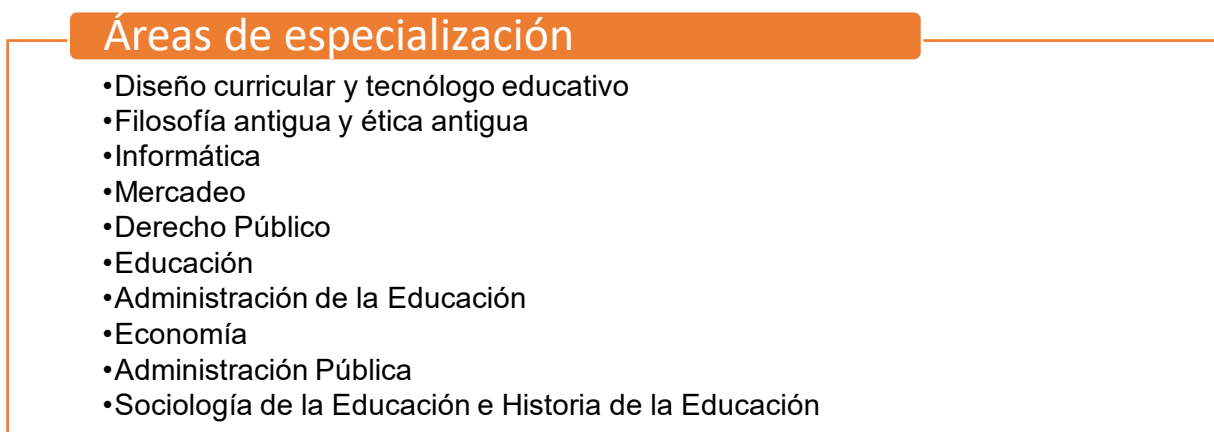 Áreas de especialización
•Diseño curricular y tecnólogo educativo
•Filosofía antigua y ética antigua
•Informática
•Mercadeo
•Derecho Público
•Educación
•Administración de la Educación
•Economía
•Administración Pública
•Sociología de la Educación e Historia de la Educación